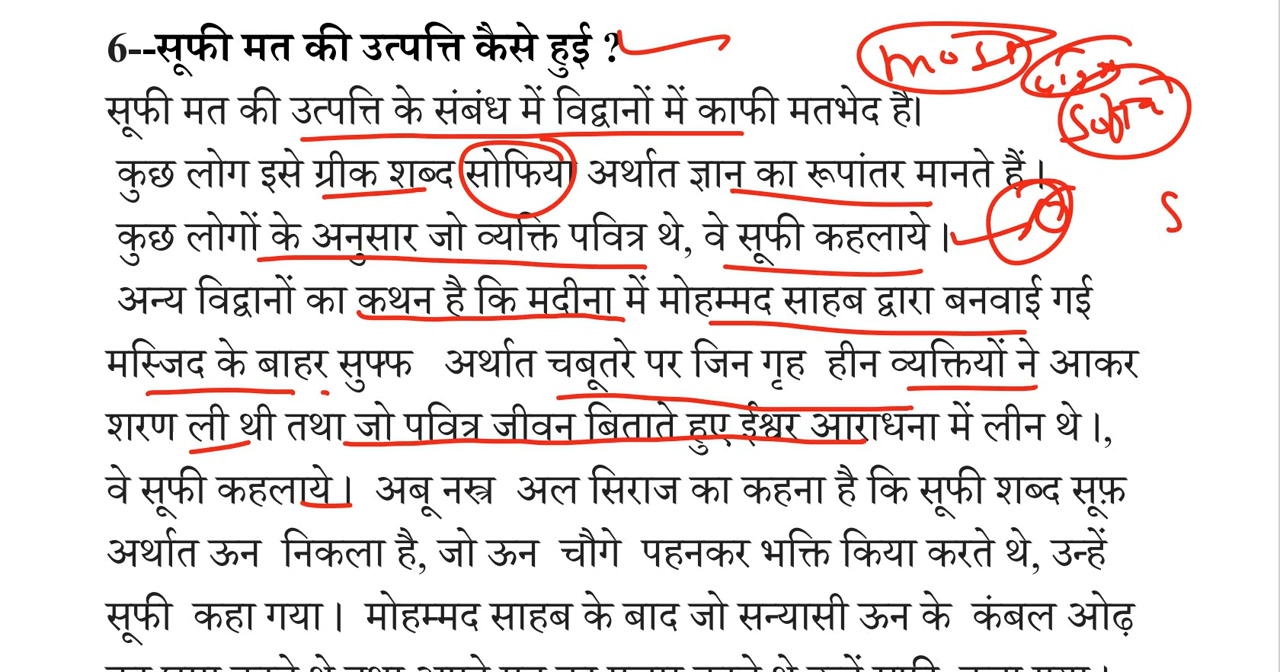 6--सूफी मत की उत्पत्ति कैसे हुई ?
सूफी मत की उत्पत्ति के संबंध में विद्वानों में काफी मतभेद है।
कुछ लोग इसे ग्रीक शब्द सोफिया अर्थात ज्ञान का रूपांतर मानते हैं ।
कुछ लोगों के अनुसार जो व्यक्ति पवित्र थे, वे सूफी कहलाये ।
S
अन्य विद्वानों का कथन है कि मदीना में मोहम्मद साहब द्वारा बनवाई गई
मस्जिद के बाहर सुफ्फ अर्थात चबूतरे पर जिन गृह हीन व्यक्तियों ने आकर
शरण ली थी तथा जो पवित्र जीवन बिताते हुए ईश्वर आराधना में लीन थे ।,
वे सूफी कहलाये । अबू नस्त्र अल सिराज का कहना है कि सूफी शब्द सूफ़
अर्थात ऊन निकला है, जो ऊन चौगे पहनकर भक्ति किया करते थे, उन्हें
सूफी कहा गया । मोहम्मद साहब के बाद जो सन्यासी ऊन के कंबल ओढ़